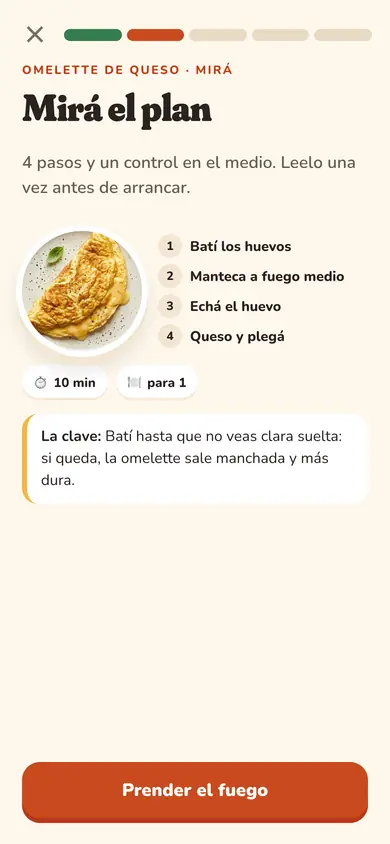 OMELETTE DE QUESO · MIRÁ
Mirá el plan
4 pasos y un control en el medio. Leelo una
vez antes de arrancar.
1 Batí los huevos
2 Manteca a fuego medio
3 Echá el huevo
4 Queso y plegá
10 min
para 1
La clave: Batí hasta que no veas clara suelta:
si queda, la omelette sale manchada y más
dura.
Prender el fuego